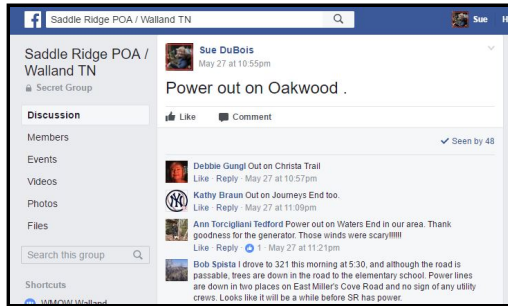 Saddle Ridge POA / Walland TN
Sue
H
Saddle Ridge POA /
Walland TN
Secret Group
Discussion
Members
Events
Videos
Photos
Files
Search this group
Shortcuts
WMOW Walland
Sue DuBois
May 27 at 10:55pm
Power out on Oakwood .
Like Comment
Seen by 48
Debbie Gungl Out on Christa Trail
Like · Reply · May 27 at 10:57pm
Kathy Braun Out on Journeys End too.
Like · Reply · May 27 at 11:09pm
Ann Torcigliani Tedford Power out on Waters End in our area. Thank
goodness for the generator. Those winds were scary!!!!!!
Like · Reply · 1 · May 27 at 11:21pm
Bob Spista I drove to 321 this morning at 5:30, and although the road is
passable, trees are down in the road to the elementary school. Power lines
are down in two places on East Miller's Cove Road and no sign of any utility
crews. Looks like it will be a while before SR has power.